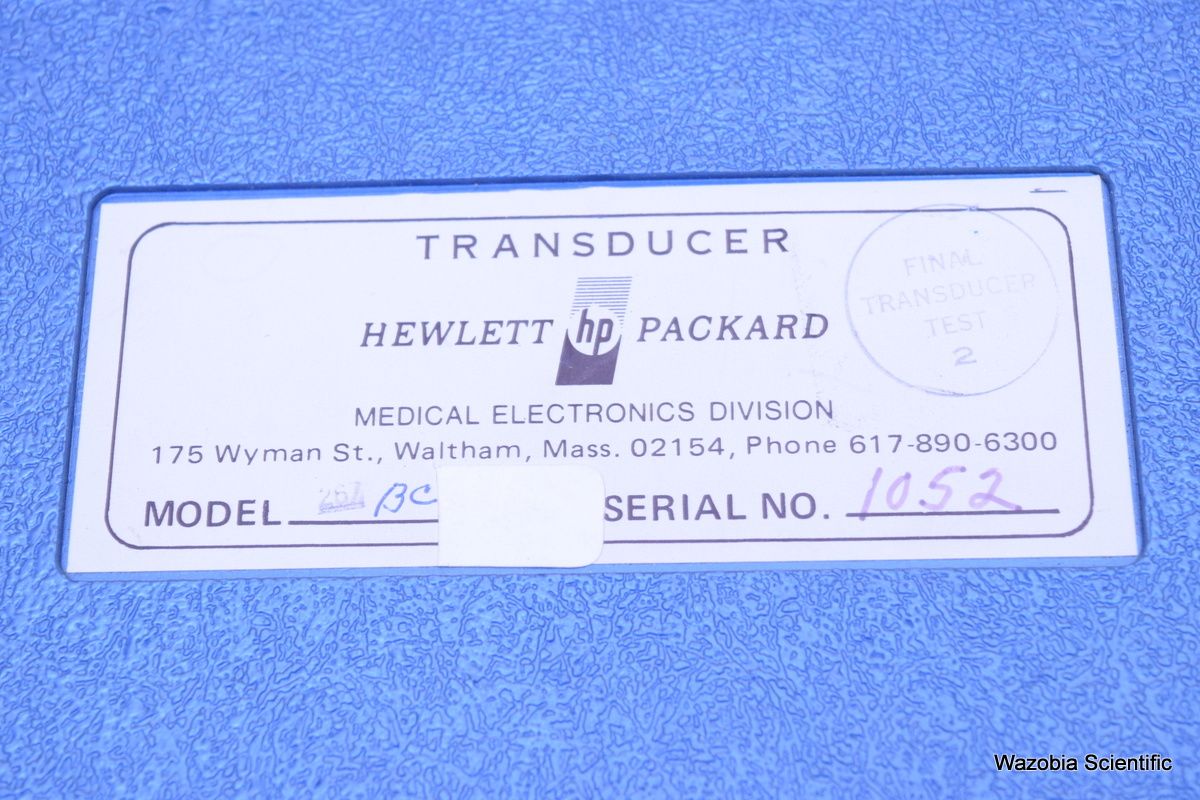 TRANSDUCER
HEWLETT hp PACKARD
MEDICAL ELECTRONICS DIVISION
175 Wyman St., Waltham, Mass. 02154, Phone 617-890-6300
MODEL 267 BC
SERIAL NO. 1052
FINAL
TRANSDUCER
TEST
2
Wazobia Scientific